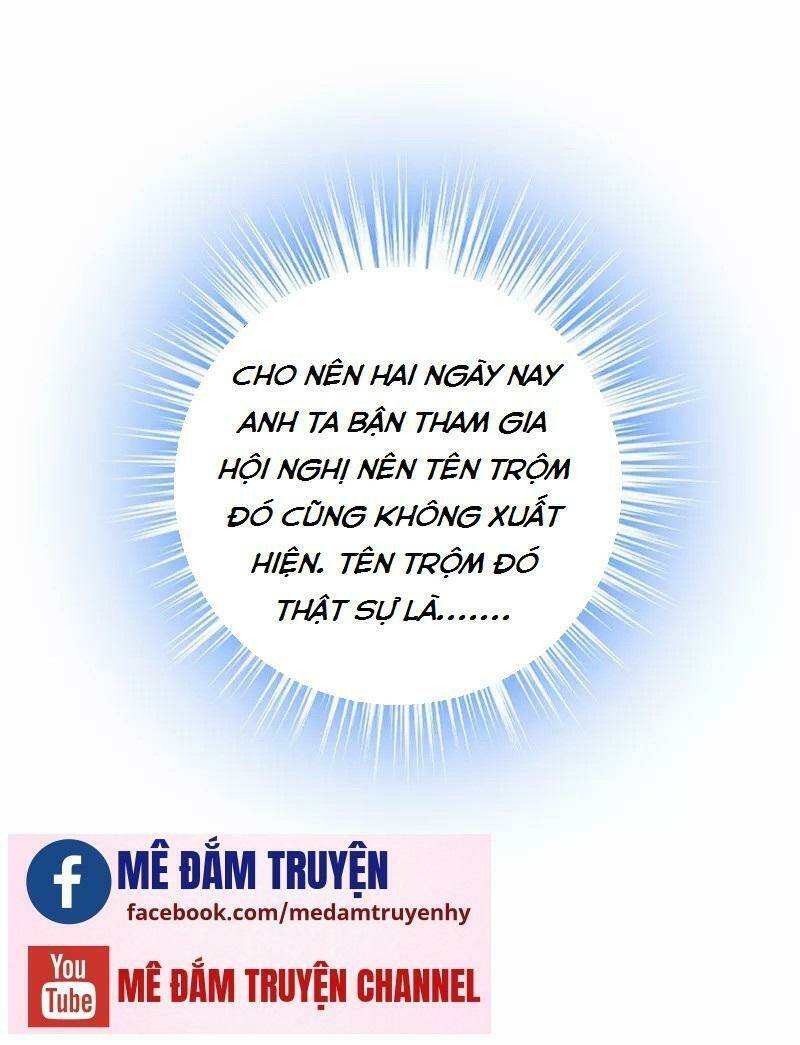 CHO NÊN HAI NGÀY NAY
ANH TA BẬN THAM GIA
HỘI NGHỊ NÊN TÊN TRỘM
ĐÓ CŨNG KHÔNG XUẤT
HIỆN. TÊN TRỘM ĐÓ
THẬT SỰ LÀ.......
f MÊ ĐẮM TRUYỆN
facebook.com/medamtruyenhy
You
Tube
MÊ ĐẮM TRUYỆN CHANNEL